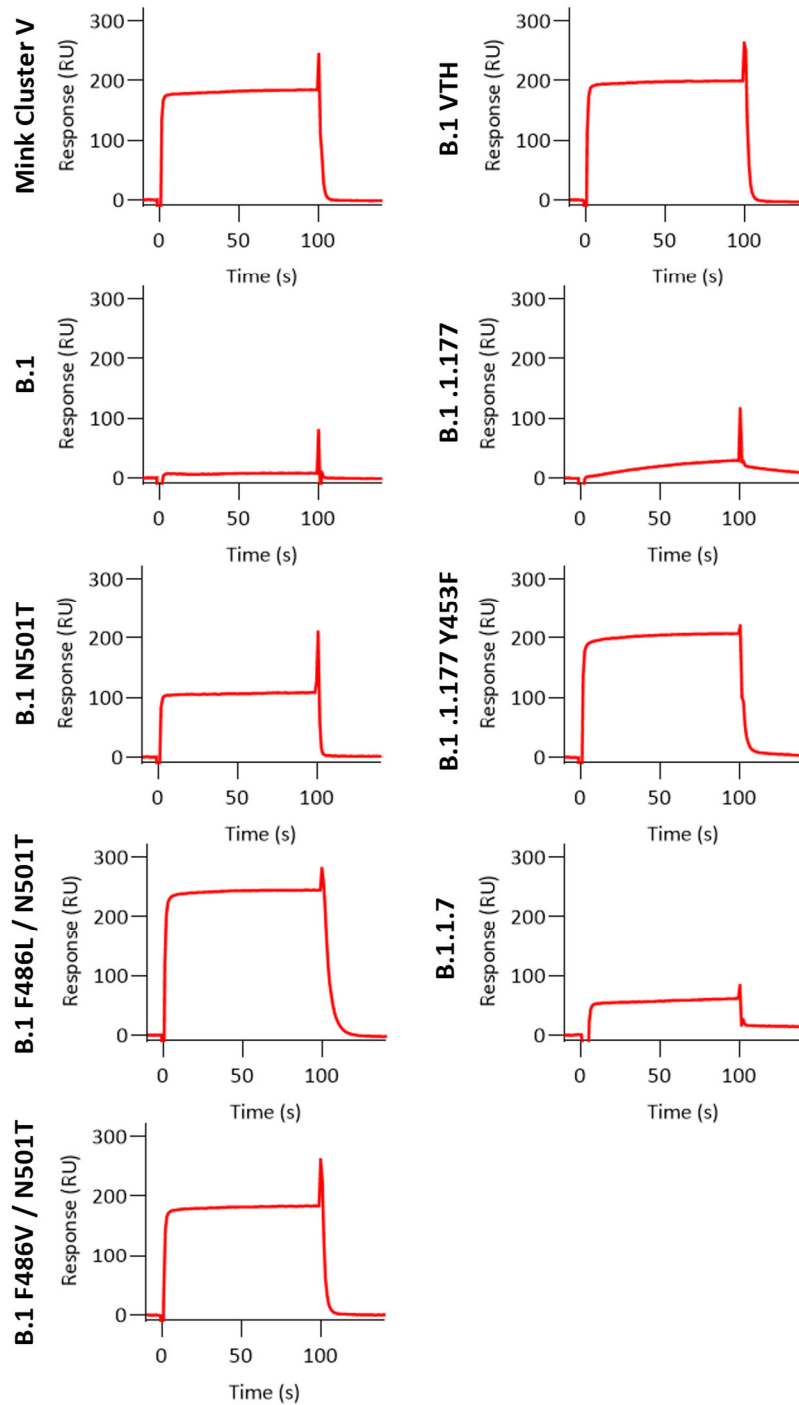 Mink Cluster V
Response (RU)
300
200
100
0
0 50 100
Time (s)
B.1 VTH
Response (RU)
300
200
100
0
0 50 100
Time (s)
B.1
Response (RU)
300
200
100
0
0 50 100
Time (s)
B.1 .1.177
Response (RU)
300
200
100
0
0 50 100
Time (s)
B.1 N501T
Response (RU)
300
200
100
0
0 50 100
Time (s)
B.1 .1.177 Y453F
Response (RU)
300
200
100
0
0 50 100
Time (s)
B.1 F486L / N501T
Response (RU)
300
200
100
0
0 50 100
Time (s)
B.1.1.7
Response (RU)
300
200
100
0
0 50 100
Time (s)
B.1 F486V / N501T
Response (RU)
300
200
100
0
0 50 100
Time (s)